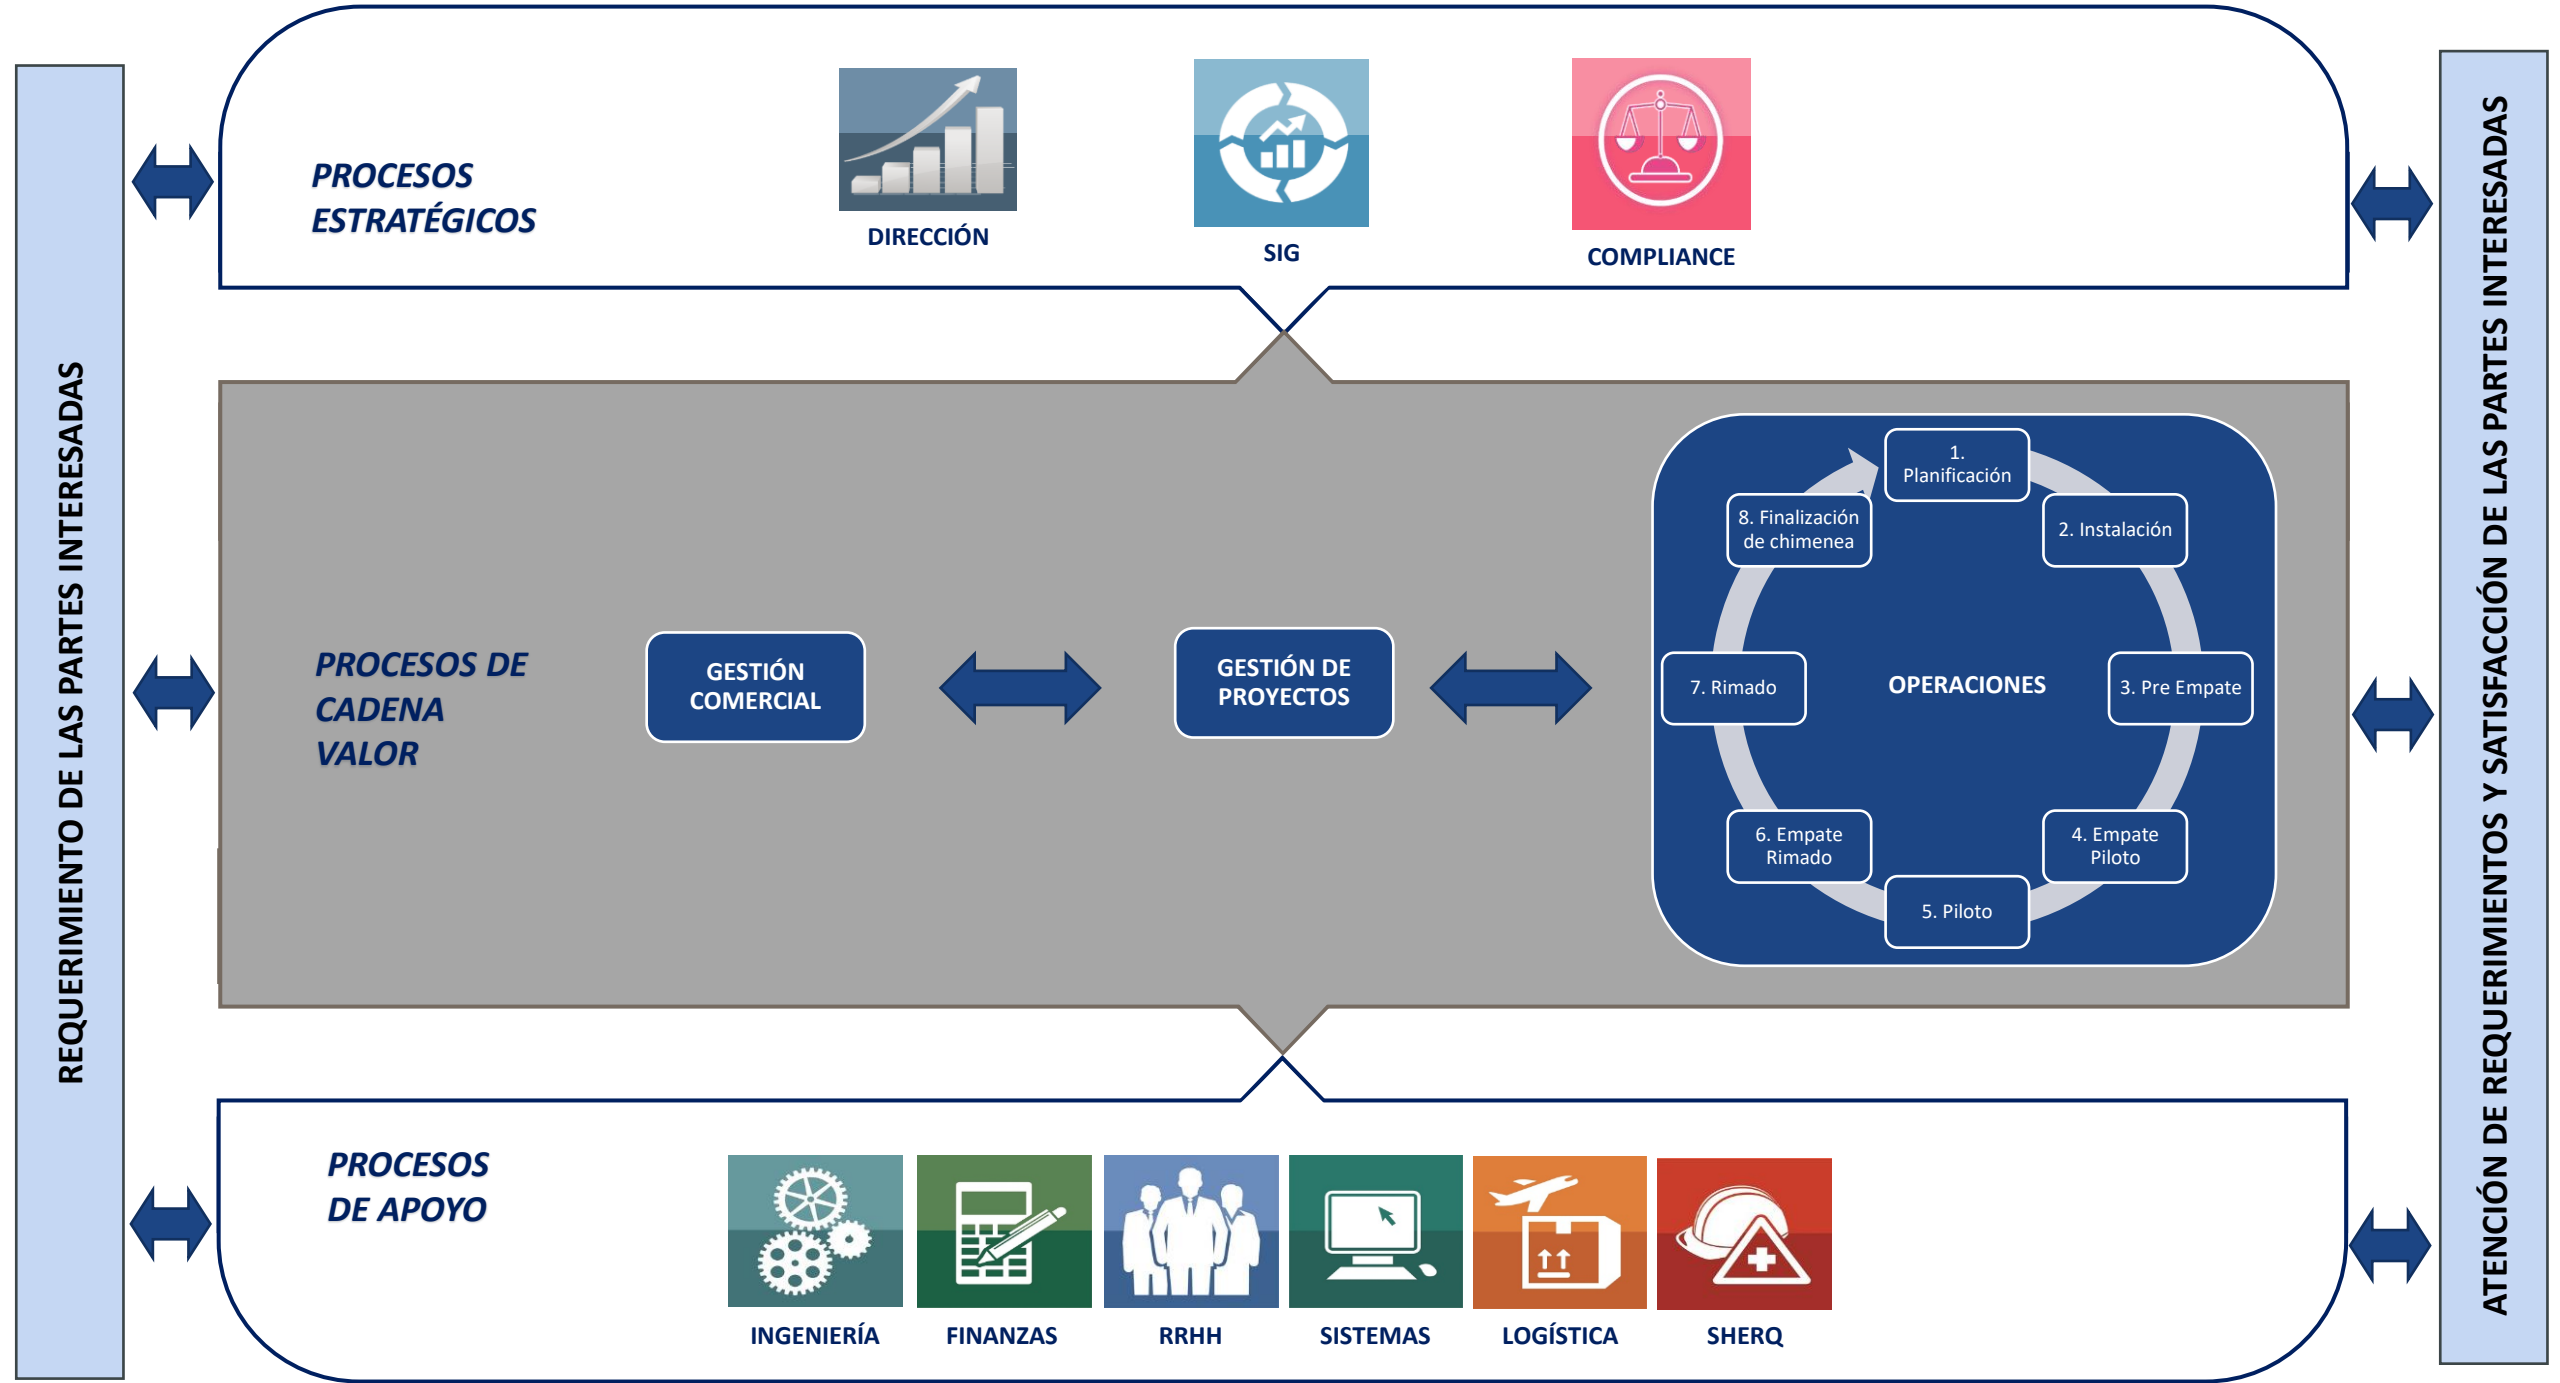 REQUERIMIENTO DE LAS PARTES INTERESADAS
PROCESOS
ESTRATÉGICOS
DIRECCIÓN
SIG
COMPLIANCE
PROCESOS DE
CADENA
VALOR
GESTIÓN
COMERCIAL
GESTIÓN DE
PROYECTOS
OPERACIONES
1.
Planificación
2. Instalación
3. Pre Empate
4. Empate
Piloto
5. Piloto
6. Empate
Rimado
7. Rimado
8. Finalización
de chimenea
PROCESOS
DE APOYO
INGENIERÍA
FINANZAS
RRHH
SISTEMAS
LOGÍSTICA
SHERQ
ATENCIÓN DE REQUERIMIENTOS Y SATISFACCIÓN DE LAS PARTES INTERESADAS